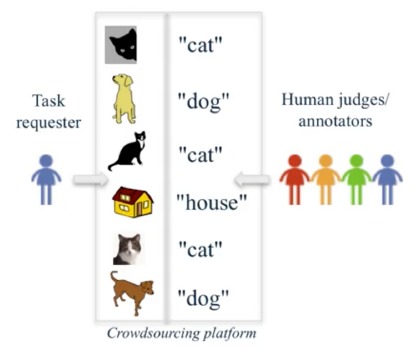 "cat"
Task
requester
"dog"
Human judges/
annotators
"cat"
"house"
"cat"
"dog"
Crowdsourcing platform